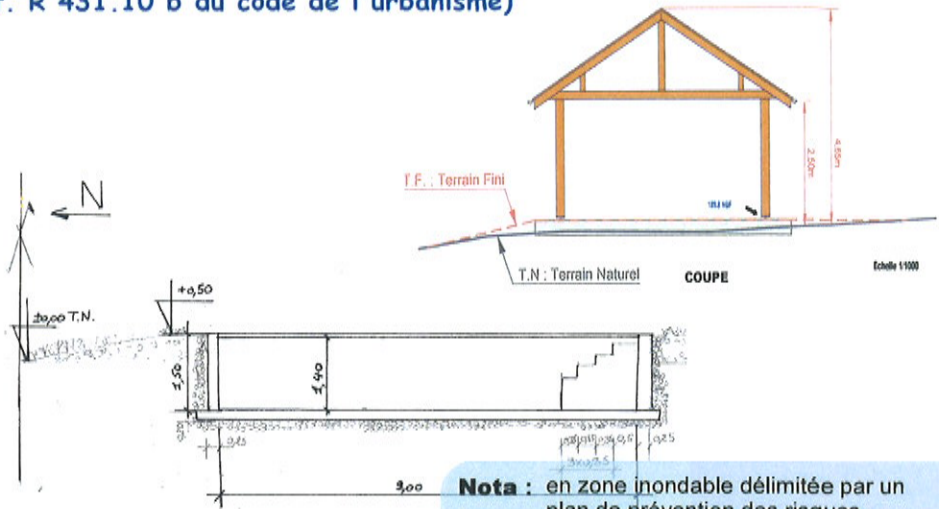 r. R 431.10 b du code de l'urbanisme)
4.65m
2.50m
T.F. : Terrain Fini
T.N : Terrain Naturel
COUPE
Echelle 1/1000
N
+0,50
±0,00 T.N.
1,50
1,40
0,25
9,00
Nota : en zone inondable délimitée par un
plan de prévention des risques